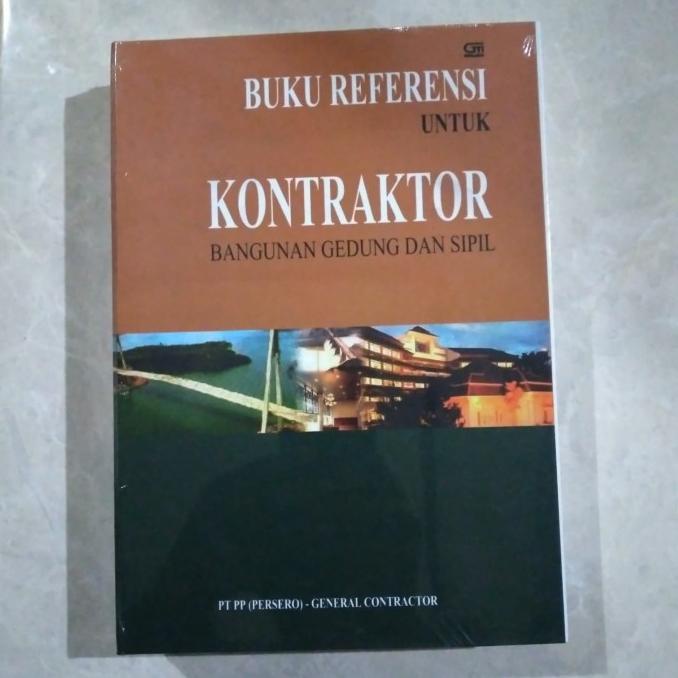 BUKU REFERENSI
UNTUK
KONTRAKTOR
BANGUNAN GEDUNG DAN SIPIL
PT PP (PERSERO) - GENERAL CONTRACTOR